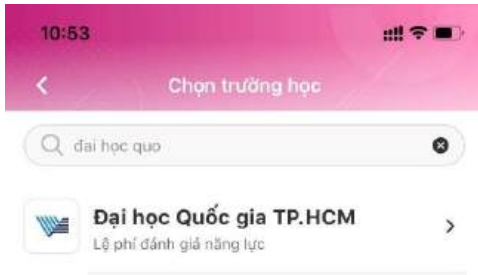 10:53
Chọn trường học
đai học quo
Đại học Quốc gia TP.HCM
Lệ phí đánh giá năng lực